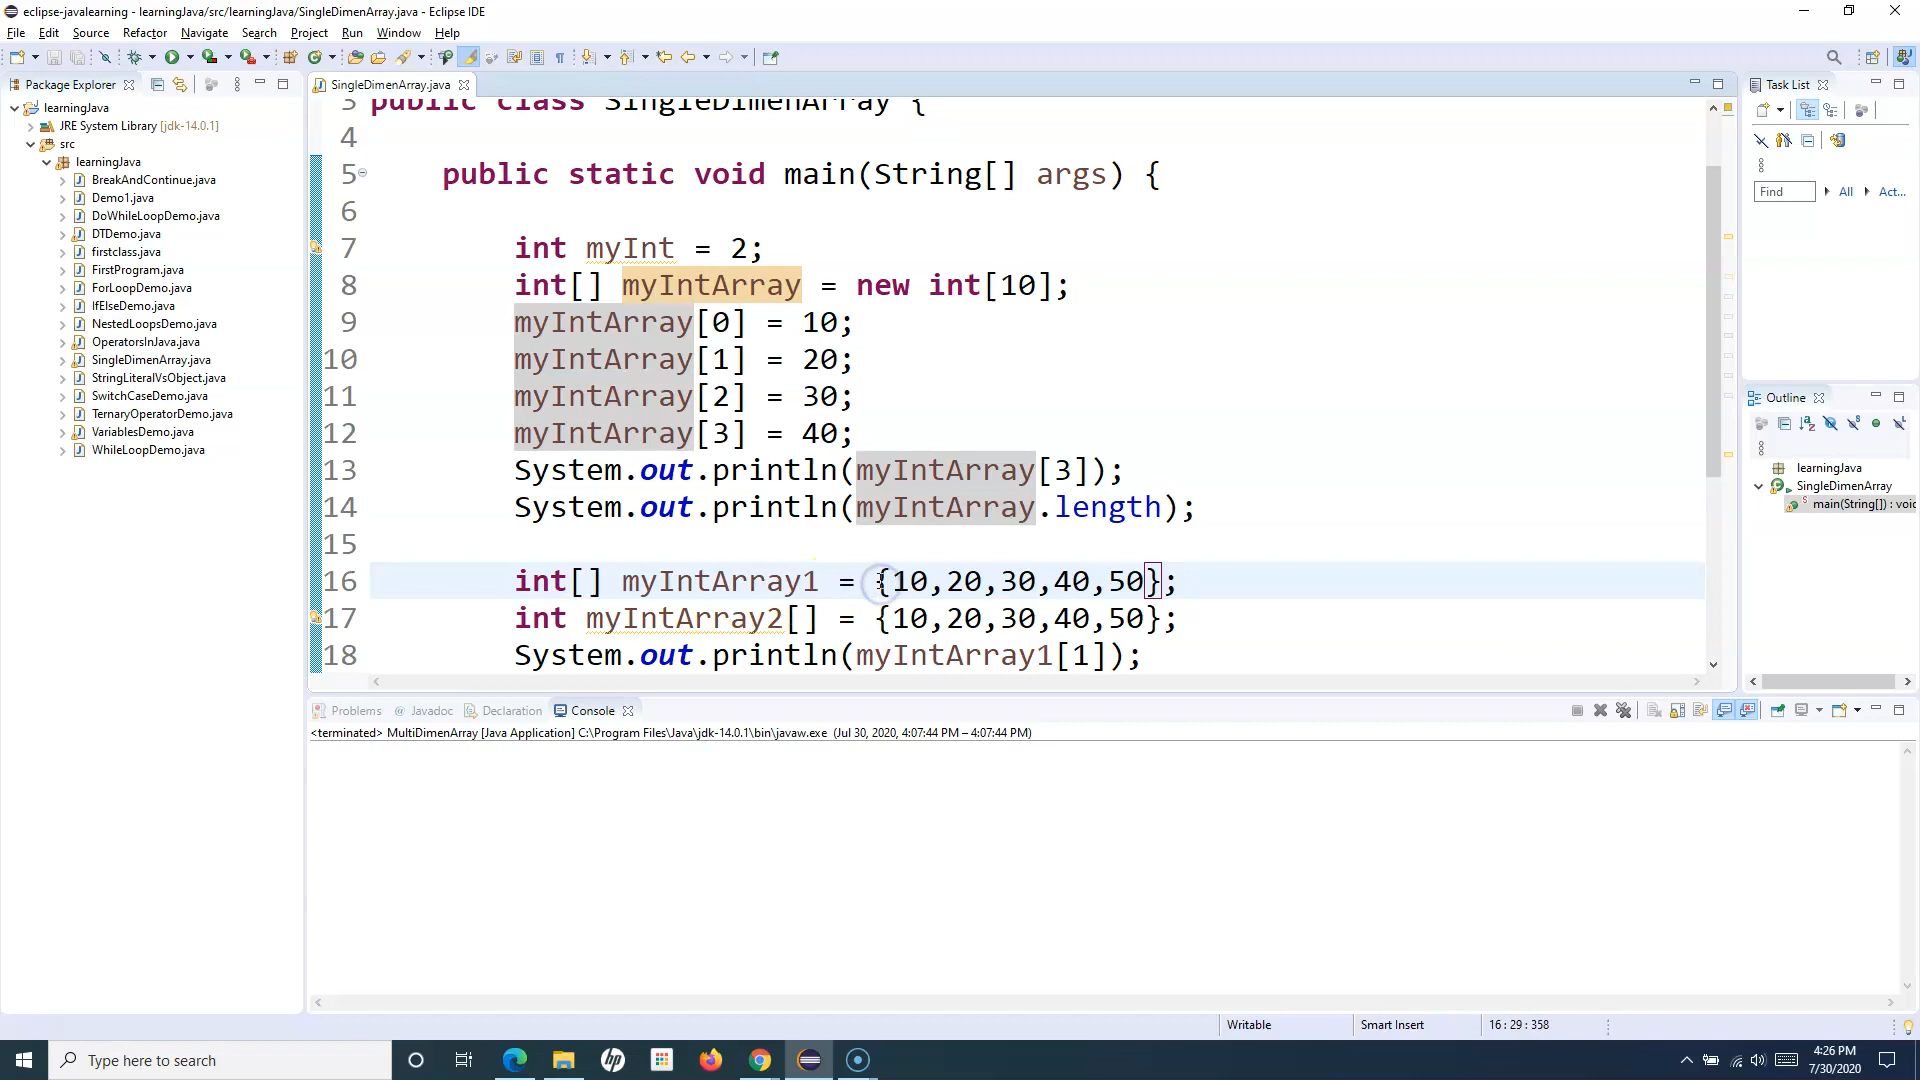 eclipse-javalearning - learningJava/src/learningJava/SingleDimenArray.java - Eclipse IDE
File Edit Source Refactor Navigate Search Project Run Window Help
Package Explorer
learningJava
JRE System Library [jdk-14.0.1]
src
learningJava
BreakAndContinue.java
Demo1.java
DoWhileLoopDemo.java
DTDemo.java
firstclass.java
FirstProgram.java
ForLoopDemo.java
IfElseDemo.java
NestedLoopsDemo.java
OperatorsInJava.java
SingleDimenArray.java
StringLiteralVsObject.java
SwitchCaseDemo.java
TernaryOperatorDemo.java
VariablesDemo.java
WhileLoopDemo.java
SingleDimenArray.java
3 public class SingleDimenArray {
4
5 public static void main(String[] args) {
6
7 int myInt = 2;
8 int[] myIntArray = new int[10];
9 myIntArray[0] = 10;
10 myIntArray[1] = 20;
11 myIntArray[2] = 30;
12 myIntArray[3] = 40;
13 System.out.println(myIntArray[3]);
14 System.out.println(myIntArray.length);
15
16 int[] myIntArray1 = {10,20,30,40,50};
17 int myIntArray2[] = {10,20,30,40,50};
18 System.out.println(myIntArray1[1]);
Task List
Find All Act...
Outline
learningJava
SingleDimenArray
main(String[]) : voic
Problems Javadoc Declaration Console
<terminated> MultiDimenArray [Java Application] C:\Program Files\Java\jdk-14.0.1\bin\javaw.exe (Jul 30, 2020, 4:07:44 PM – 4:07:44 PM)
Writable Smart Insert 16 : 29 : 358
Type here to search
4:26 PM
7/30/2020